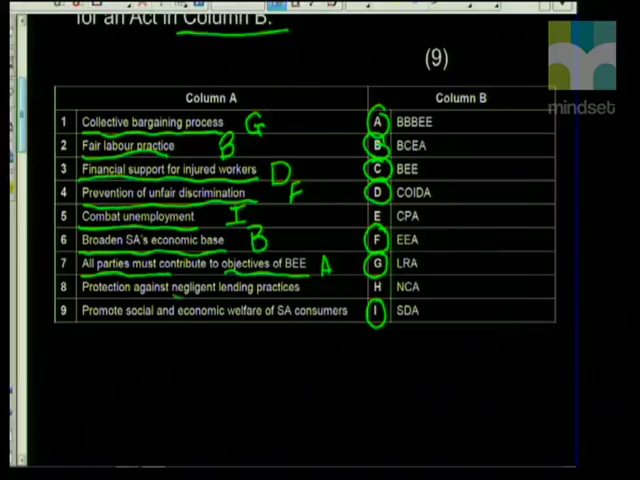 for an Act in Column B.
(9)
mindset
Column A Column B
1 Collective bargaining process G A BBBEE
2 Fair labour practice B B BCEA
3 Financial support for injured workers D C BEE
4 Prevention of unfair discrimination F D COIDA
5 Combat unemployment I E CPA
6 Broaden SA's economic base B F EEA
7 All parties must contribute to objectives of BEE A G LRA
8 Protection against negligent lending practices H NCA
9 Promote social and economic welfare of SA consumers I SDA